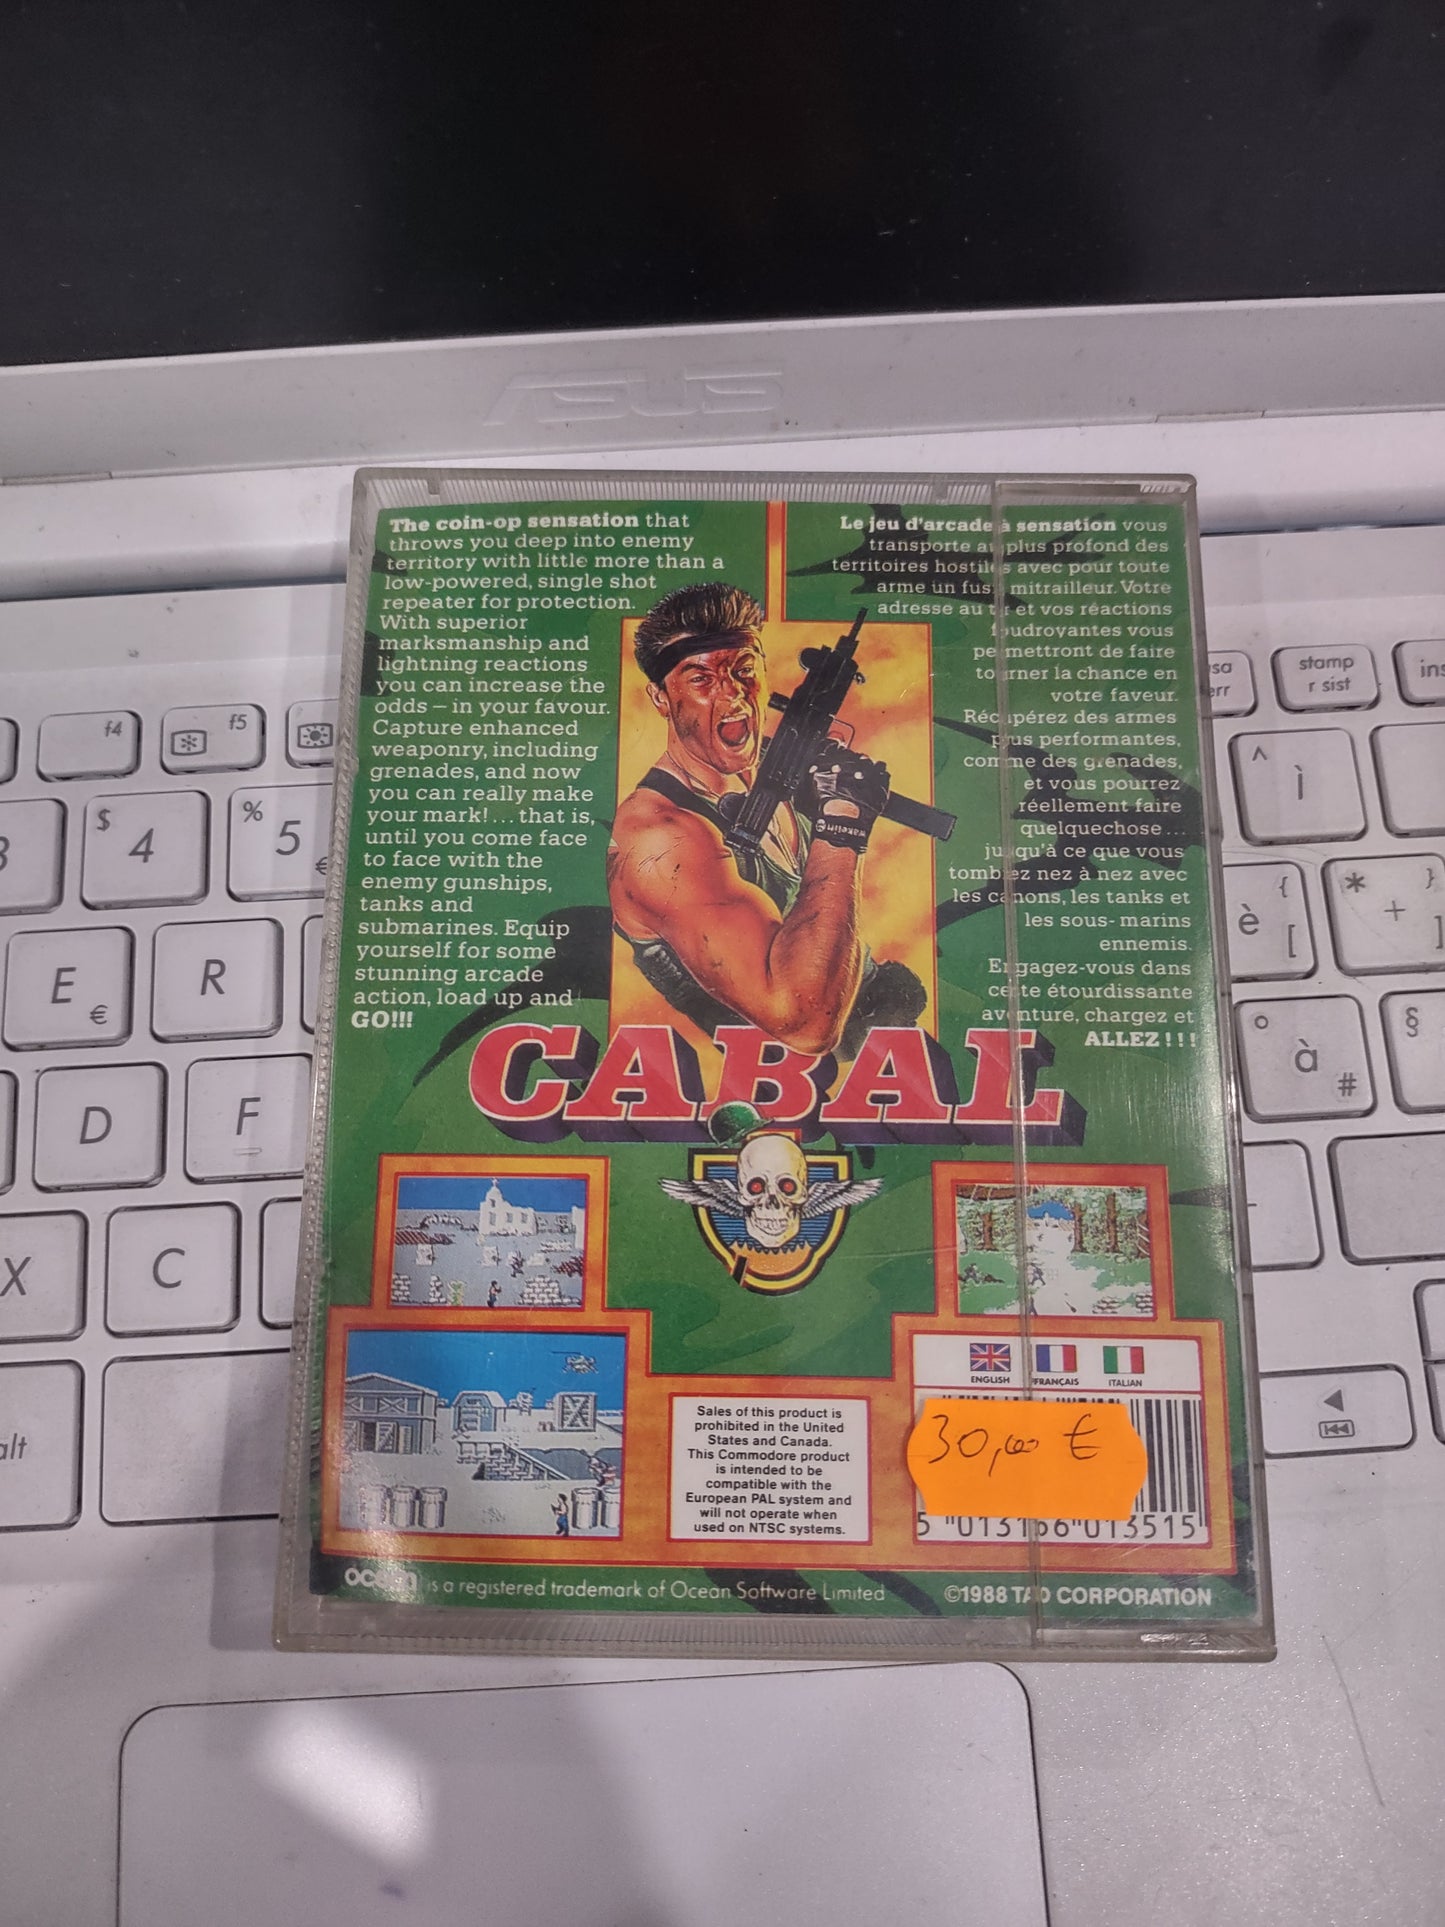 ASUS
The coin-op sensation that
throws you deep into enemy
territory with little more than a
low-powered, single shot
repeater for protection.
With superior
marksmanship and
lightning reactions
you can increase the
odds – in your favour.
Capture enhanced
weaponry, including
grenades, and now
you can really make
your mark!... that is,
until you come face
to face with the
enemy gunships,
tanks and
submarines. Equip
yourself for some
stunning arcade
action, load up and
GO!!!
Le jeu d'arcade à sensation vous
transporte au plus profond des
territoires hostiles avec pour toute
arme un fusil mitrailleur. Votre
adresse au tir et vos réactions
foudroyantes vous
permettront de faire
tourner la chance en
votre faveur.
Récupérez des armes
plus performantes,
comme des grenades,
et vous pourrez
réellement faire
quelquechose ...
jusqu'à ce que vous
tombiez nez à nez avec
les canons, les tanks et
les sous-marins
ennemis.
Engagez-vous dans
cette étourdissante
aventure, chargez et
ALLEZ!!!
wakelin
CABAL
ENGLISH FRANÇAIS ITALIAN
Sales of this product is
prohibited in the United
States and Canada.
This Commodore product
is intended to be
compatible with the
European PAL system and
will not operate when
used on NTSC systems.
30,00 €
5 "013156"013515
ocean is a registered trademark of Ocean Software Limited
©1988 TAD CORPORATION
f4
f5
$ 4
% 5 €
E €
R
D
F
X
C
alt
stamp
r sist
ins
^ ì
è { [
* + } ]
° à #
§